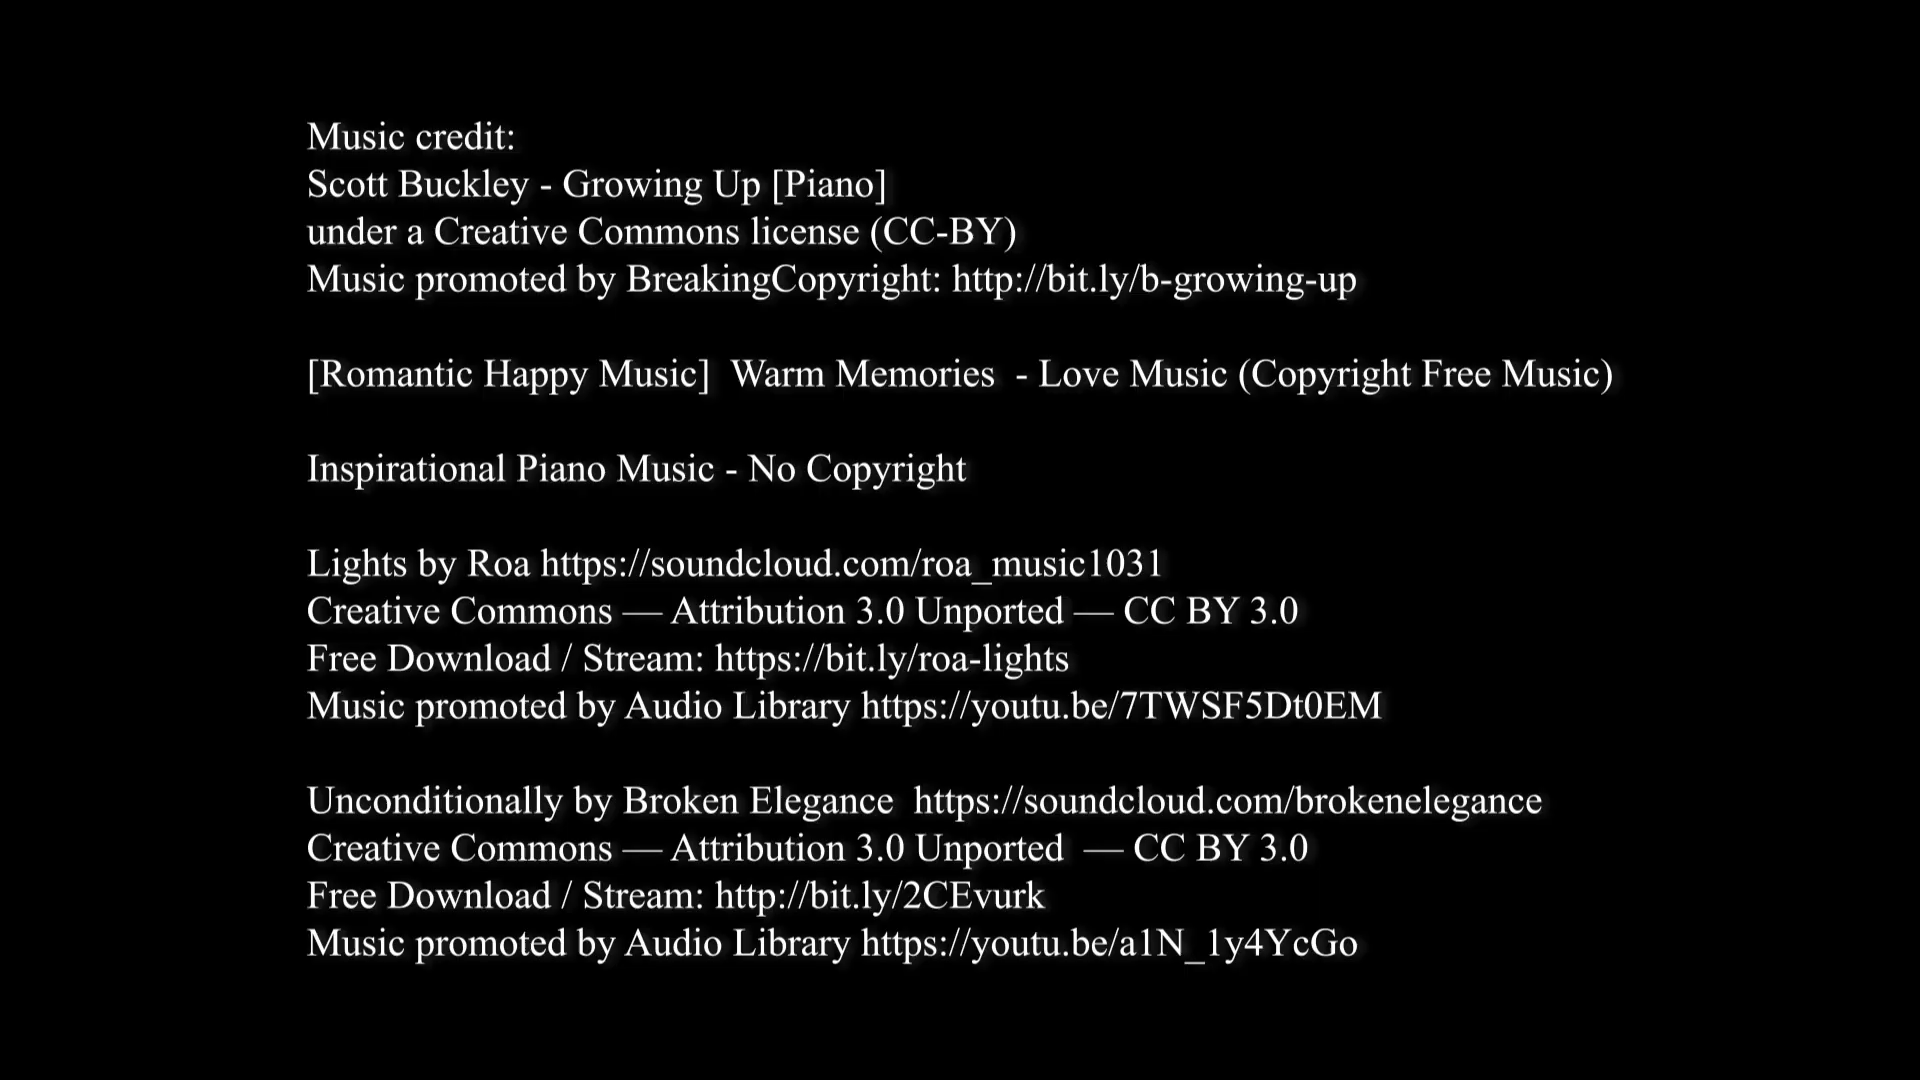 Music credit:
Scott Buckley - Growing Up [Piano]
under a Creative Commons license (CC-BY)
Music promoted by BreakingCopyright: http://bit.ly/b-growing-up
[Romantic Happy Music]  Warm Memories  - Love Music (Copyright Free Music)
Inspirational Piano Music - No Copyright
Lights by Roa https://soundcloud.com/roa_music1031
Creative Commons — Attribution 3.0 Unported — CC BY 3.0
Free Download / Stream: https://bit.ly/roa-lights
Music promoted by Audio Library https://youtu.be/7TWSF5Dt0EM
Unconditionally by Broken Elegance  https://soundcloud.com/brokenelegance
Creative Commons — Attribution 3.0 Unported  — CC BY 3.0
Free Download / Stream: http://bit.ly/2CEvurk
Music promoted by Audio Library https://youtu.be/a1N_1y4YcGo